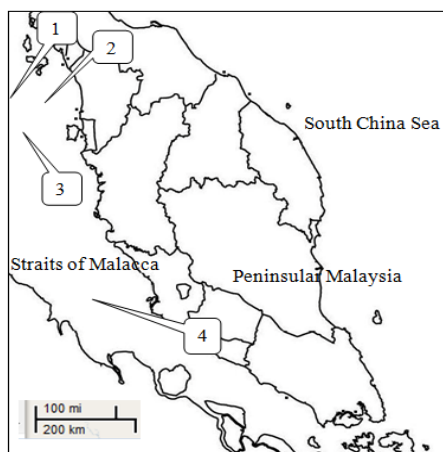 1
2
South China Sea
3
Straits of Malacca
Peninsular Malaysia
4
100 mi
200 km